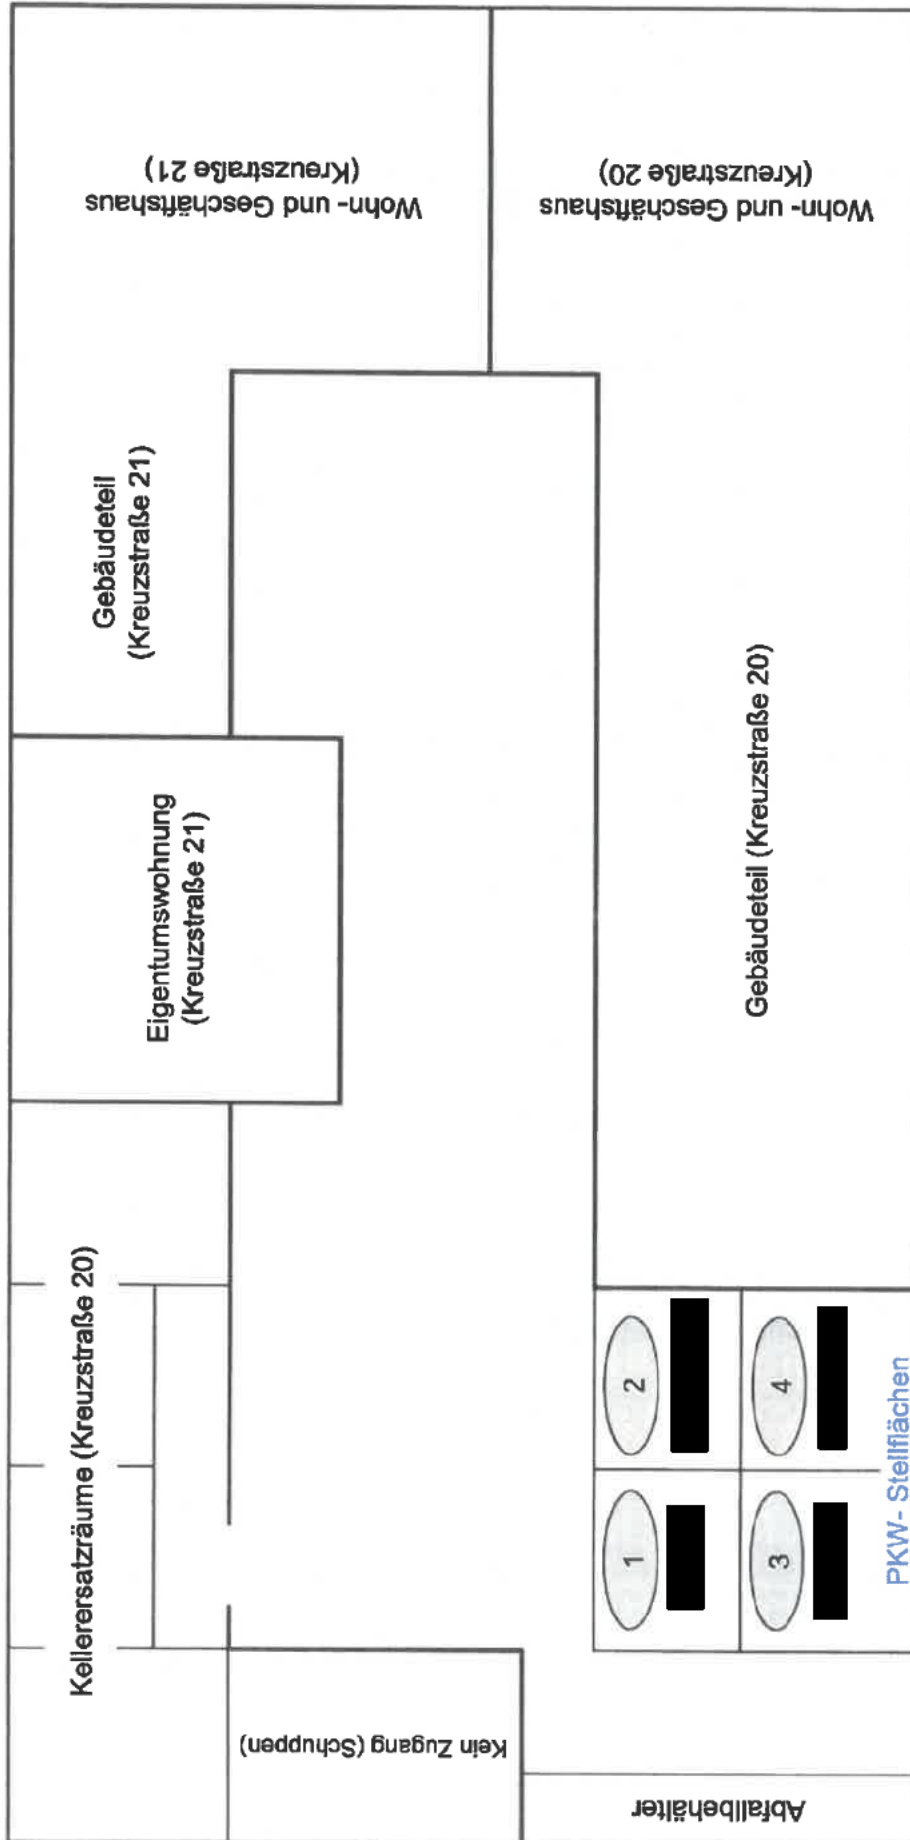 Wohn- und Geschäftshaus
(Kreuzstraße 21)
Wohn- und Geschäftshaus
(Kreuzstraße 20)
Gebäudeteil
(Kreuzstraße 21)
Eigentumswohnung
(Kreuzstraße 21)
Gebäudeteil (Kreuzstraße 20)
Kellerersatzräume (Kreuzstraße 20)
1
2
3
4
PKW- Stellflächen
Kein Zugang (Schuppen)
Abfallbehälter